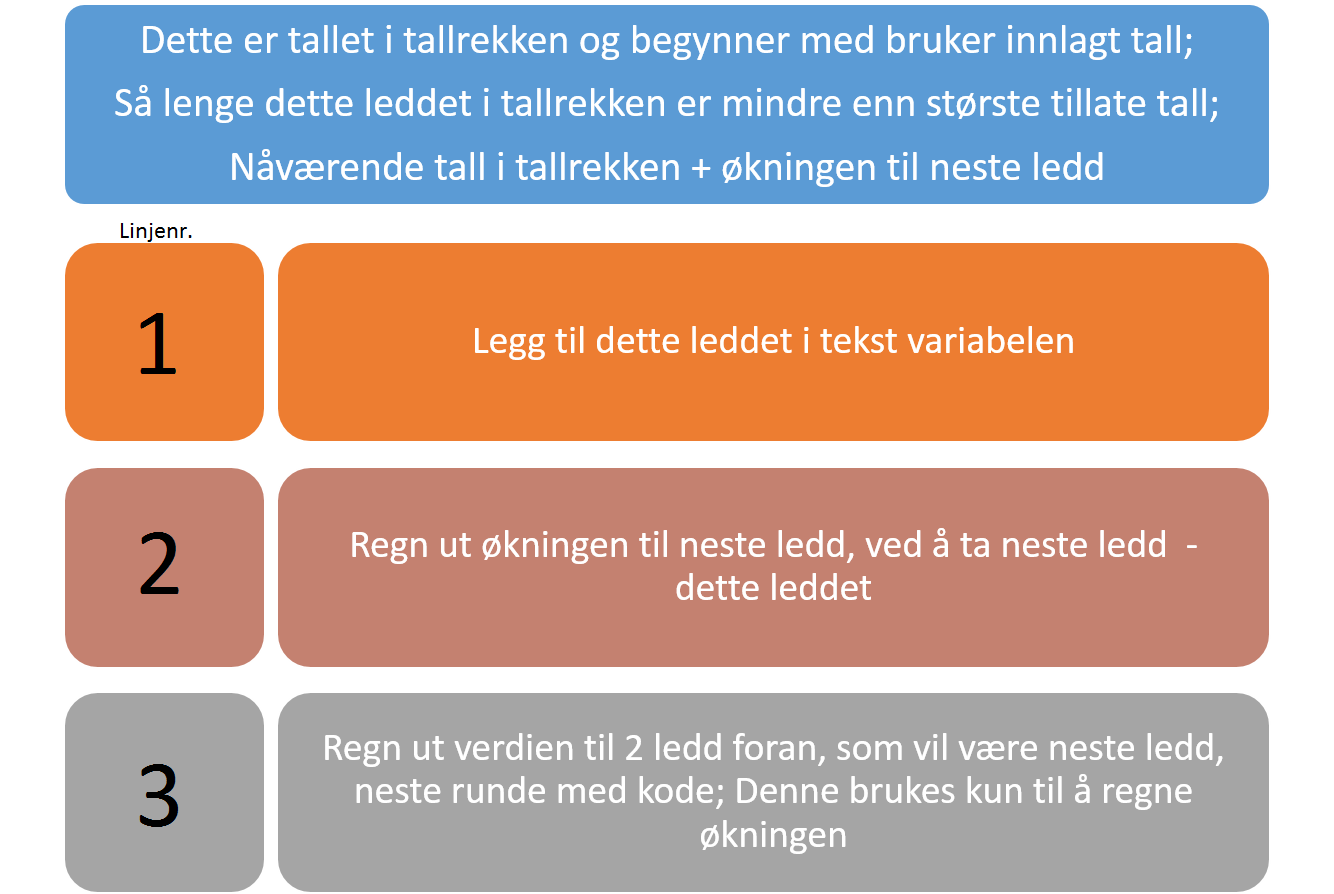 Dette er tallet i tallrekken og begynner med bruker innlagt tall;
Så lenge dette leddet i tallrekken er mindre enn største tillate tall;
Nåværende tall i tallrekken + økningen til neste ledd
Linjenr.
1
Legg til dette leddet i tekst variabelen
2
Regn ut økningen til neste ledd, ved å ta neste ledd -
dette leddet
3
Regn ut verdien til 2 ledd foran, som vil være neste ledd,
neste runde med kode; Denne brukes kun til å regne
økningen